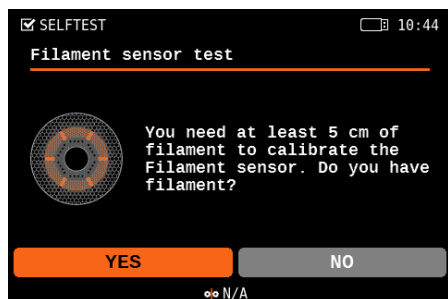 SELFTEST
10:44
Filament sensor test
You need at least 5 cm of
filament to calibrate the
Filament sensor. Do you have
filament?
YES
NO
N/A